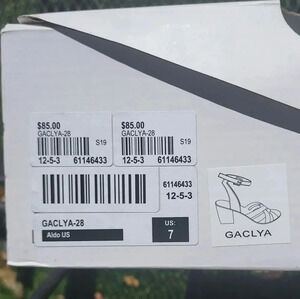 $85.00
GACLYA-28
S19
12-5-3 61146433
$85.00
GACLYA-28
S19
12-5-3 61146433
61146433
12-5-3
GACLYA-28
Aldo US
US:
7
GACLYA